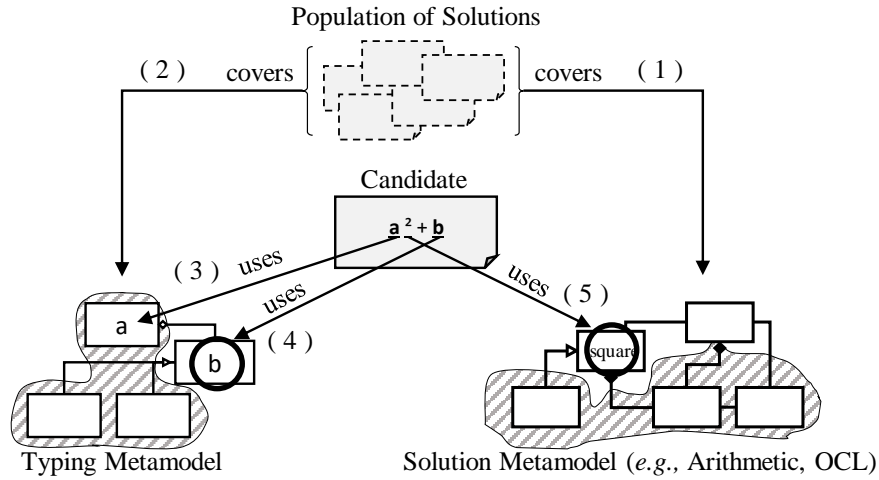 Population of Solutions
( 2 ) covers covers ( 1 )
Candidate
a ² + b
( 3 ) uses uses uses ( 5 )
( 4 )
a
b
square
Typing Metamodel
Solution Metamodel (e.g., Arithmetic, OCL)